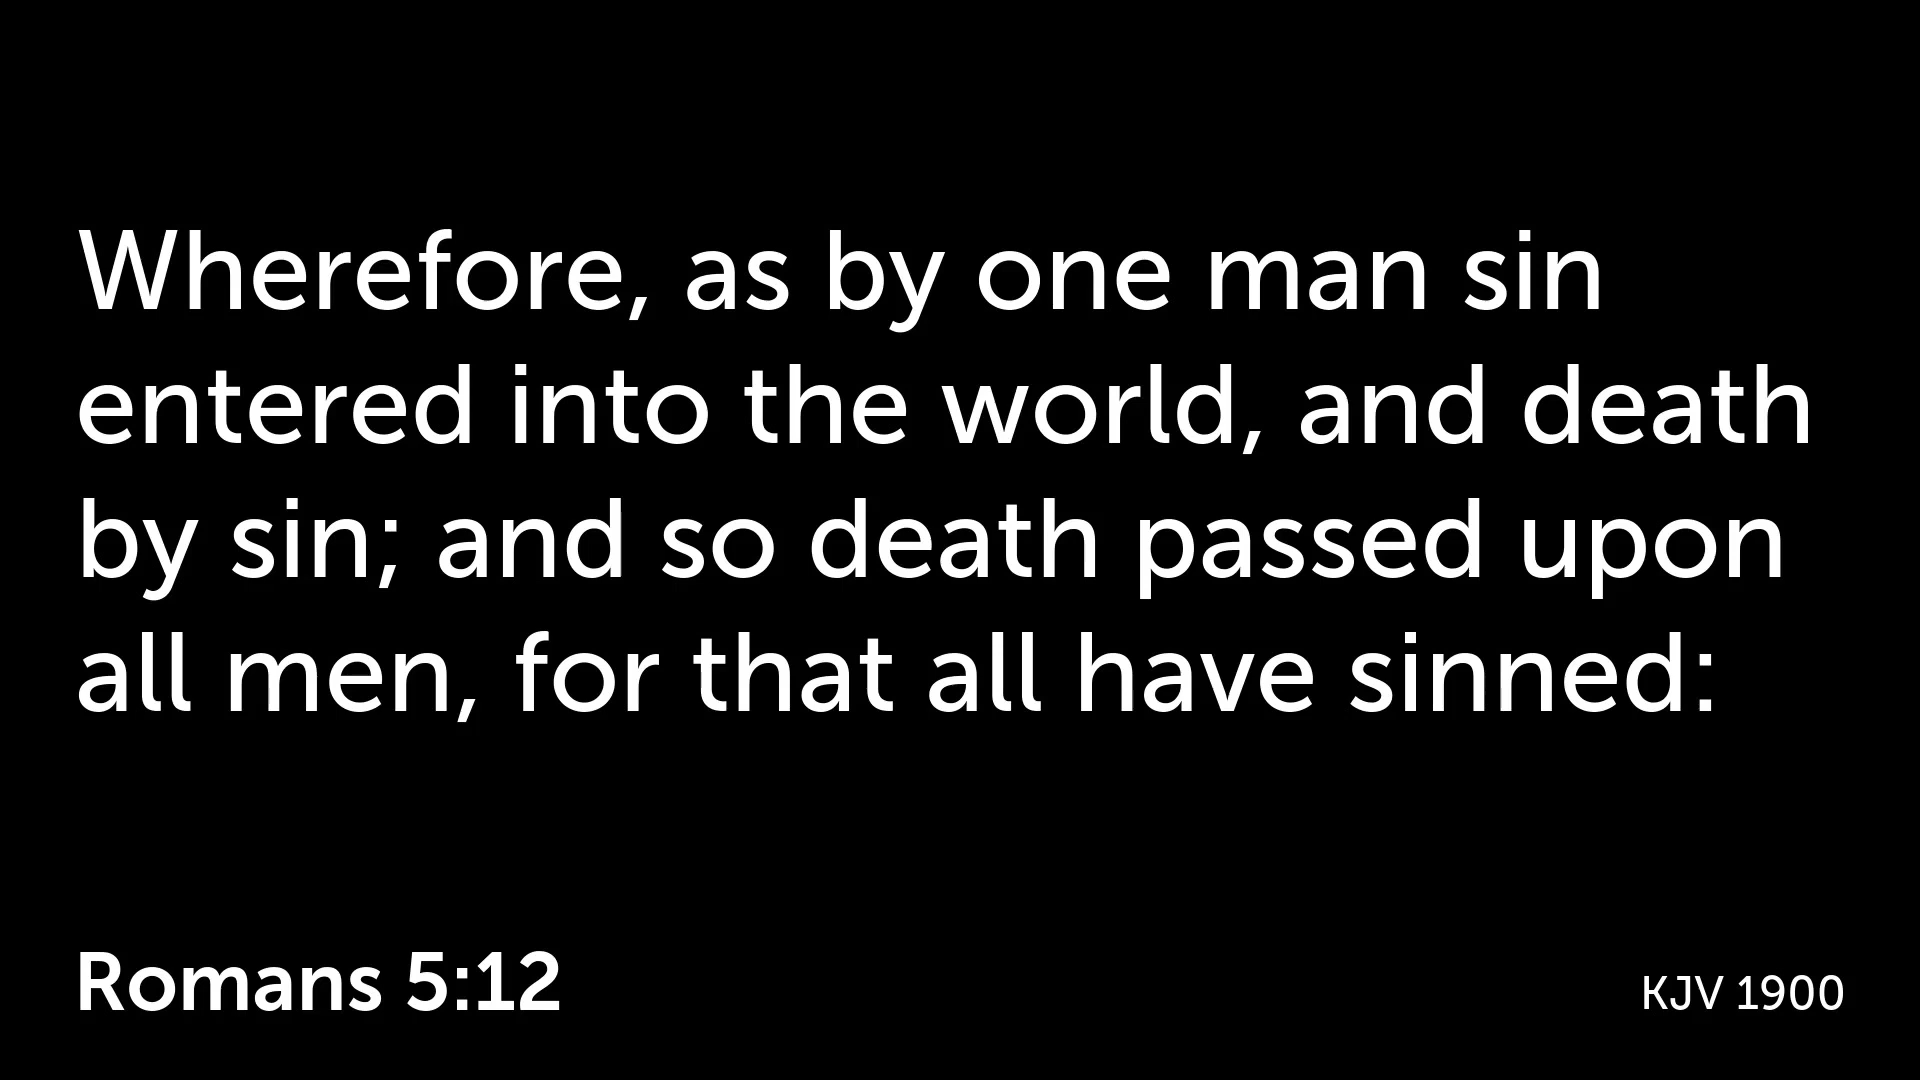 Wherefore, as by one man sin
entered into the world, and death
by sin; and so death passed upon
all men, for that all have sinned:
Romans 5:12
KJV 1900